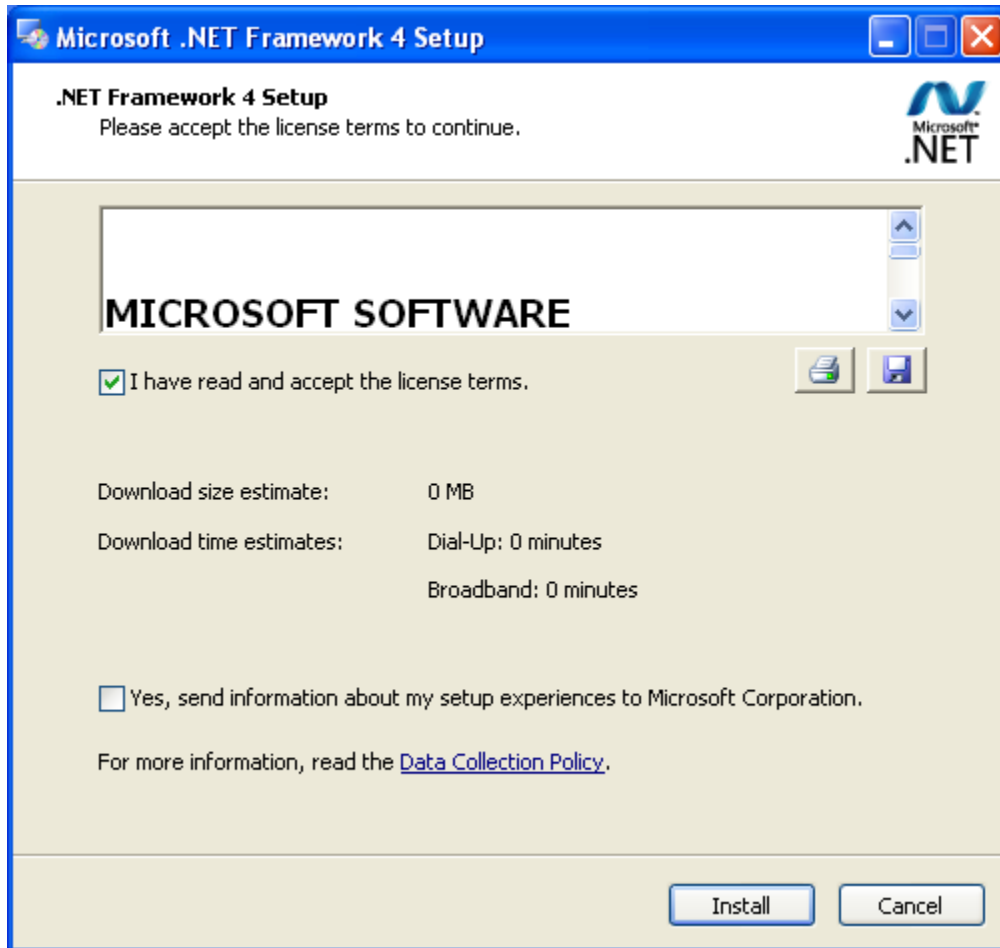 Microsoft .NET Framework 4 Setup
.NET Framework 4 Setup
Please accept the license terms to continue.
Microsoft®
.NET
MICROSOFT SOFTWARE
I have read and accept the license terms.
Download size estimate: 0 MB
Download time estimates: Dial-Up: 0 minutes
Broadband: 0 minutes
Yes, send information about my setup experiences to Microsoft Corporation.
For more information, read the Data Collection Policy.
Install Cancel